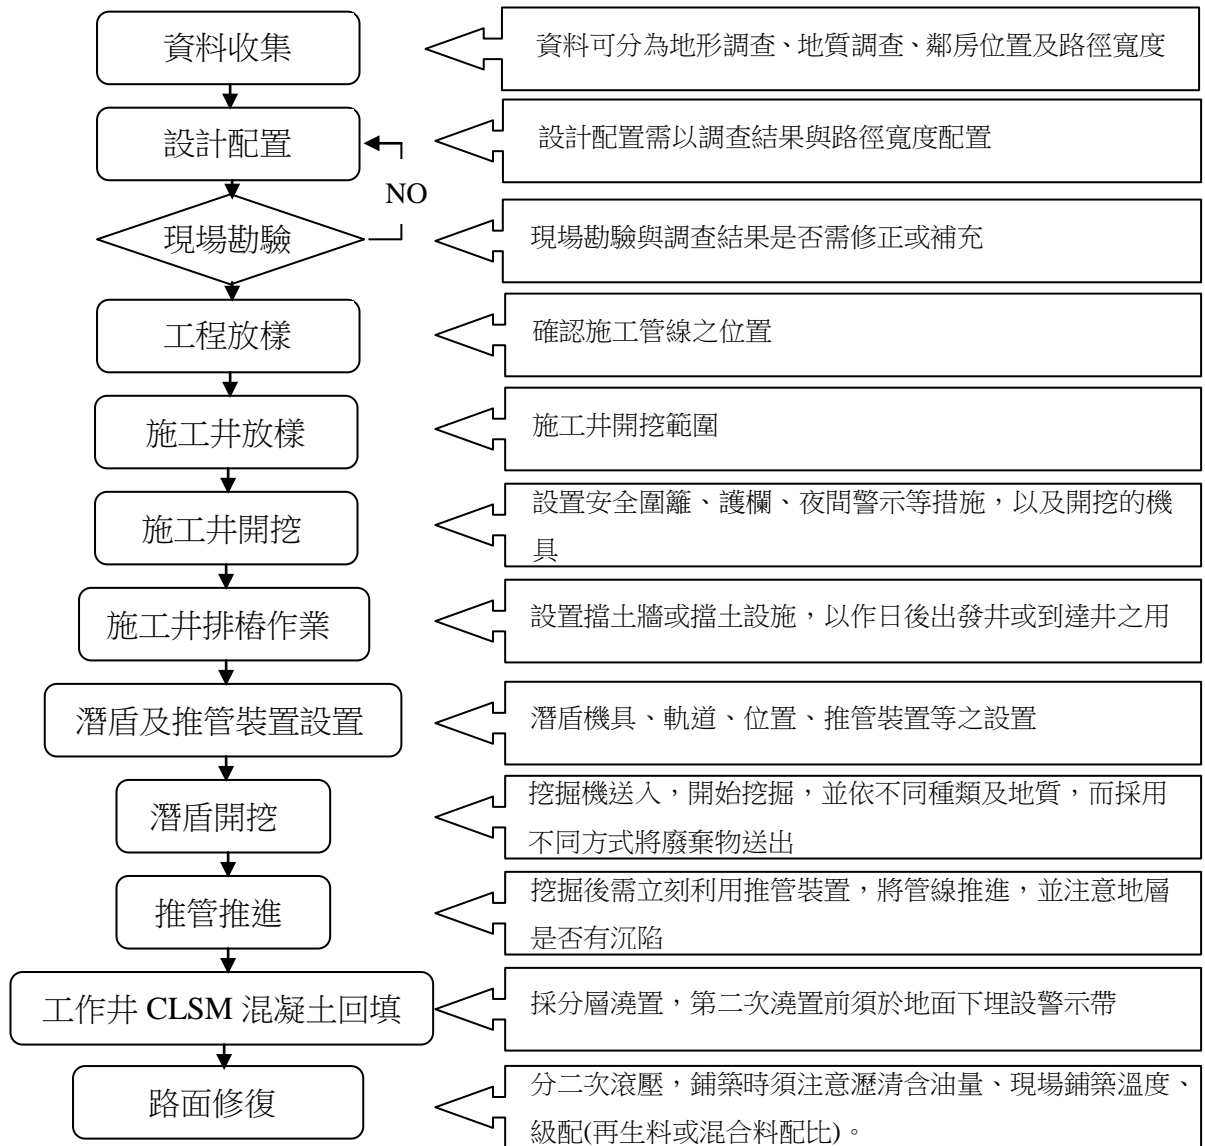 資料收集
資料可分為地形調查、地質調查、鄰房位置及路徑寬度
設計配置
設計配置需以調查結果與路徑寬度配置
NO
現場勘驗
現場勘驗與調查結果是否需修正或補充
工程放樣
確認施工管線之位置
施工井放樣
施工井開挖範圍
施工井開挖
設置安全圍籬、護欄、夜間警示等措施，以及開挖的機
具
施工井排樁作業
設置擋土牆或擋土設施，以作日後出發井或到達井之用
潛盾及推管裝置設置
潛盾機具、軌道、位置、推管裝置等之設置
潛盾開挖
挖掘機送入，開始挖掘，並依不同種類及地質，而採用
不同方式將廢棄物送出
推管推進
挖掘後需立刻利用推管裝置，將管線推進，並注意地層
是否有沉陷
工作井 CLSM 混凝土回填
採分層澆置，第二次澆置前須於地面下埋設警示帶
路面修復
分二次滾壓，鋪築時須注意瀝清含油量、現場鋪築溫度、
級配(再生料或混合料配比)。